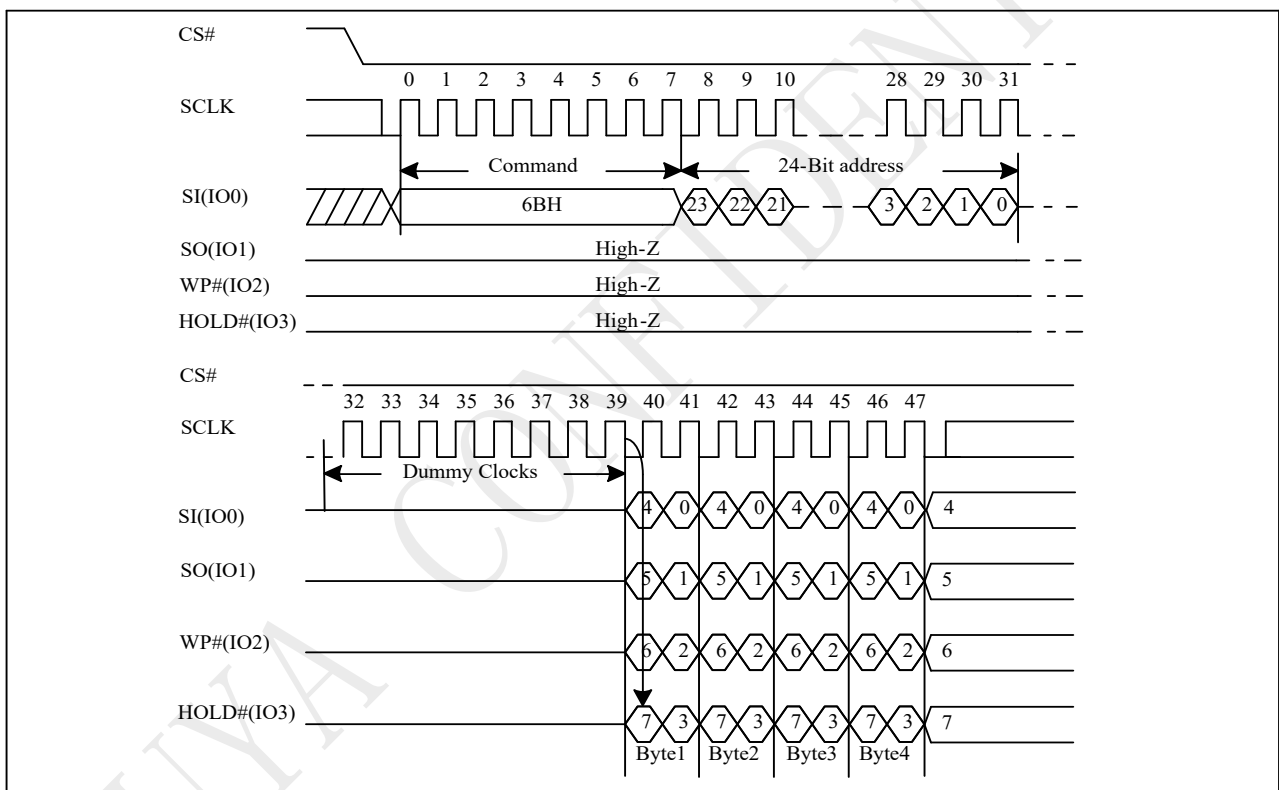 CS#
0 1 2 3 4 5 6 7 8 9 10 28 29 30 31
SCLK
Command 24-Bit address
SI(IO0) 6BH 23 22 21 3 2 1 0
SO(IO1) High-Z
WP#(IO2) High-Z
HOLD#(IO3) High-Z
CS#
32 33 34 35 36 37 38 39 40 41 42 43 44 45 46 47
SCLK
Dummy Clocks
SI(IO0) 4 0 4 0 4 0 4 0 4
SO(IO1) 5 1 5 1 5 1 5 1 5
WP#(IO2) 6 2 6 2 6 2 6 2 6
HOLD#(IO3) 7 3 7 3 7 3 7 3 7
Byte1 Byte2 Byte3 Byte4
UYA CONFIDENT